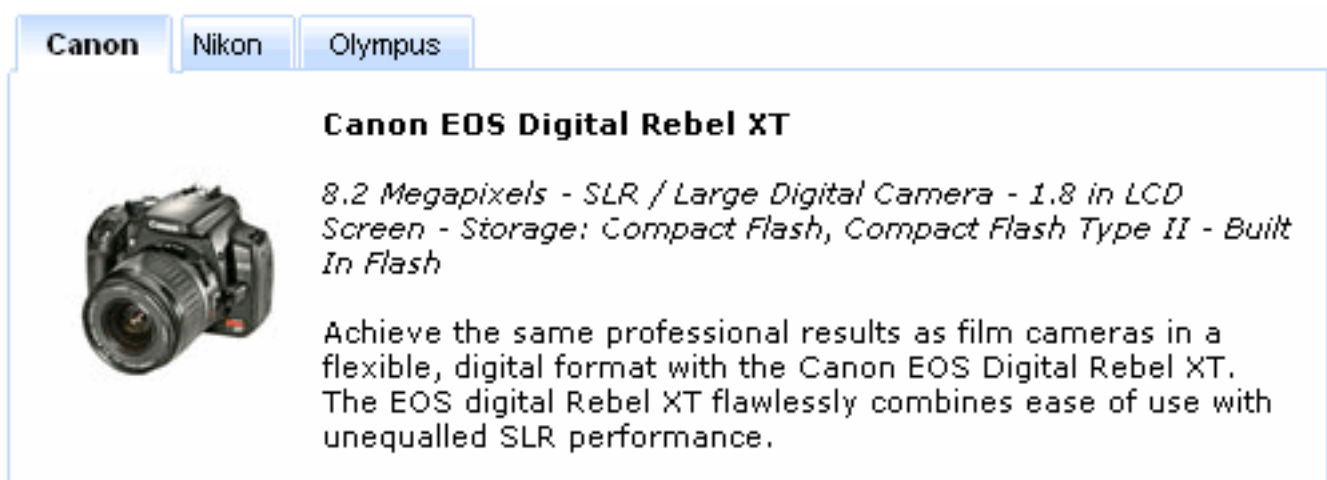 Canon Nikon Olympus
Canon EOS Digital Rebel XT
8.2 Megapixels - SLR / Large Digital Camera - 1.8 in LCD
Screen - Storage: Compact Flash, Compact Flash Type II - Built
In Flash
Achieve the same professional results as film cameras in a
flexible, digital format with the Canon EOS Digital Rebel XT.
The EOS digital Rebel XT flawlessly combines ease of use with
unequalled SLR performance.